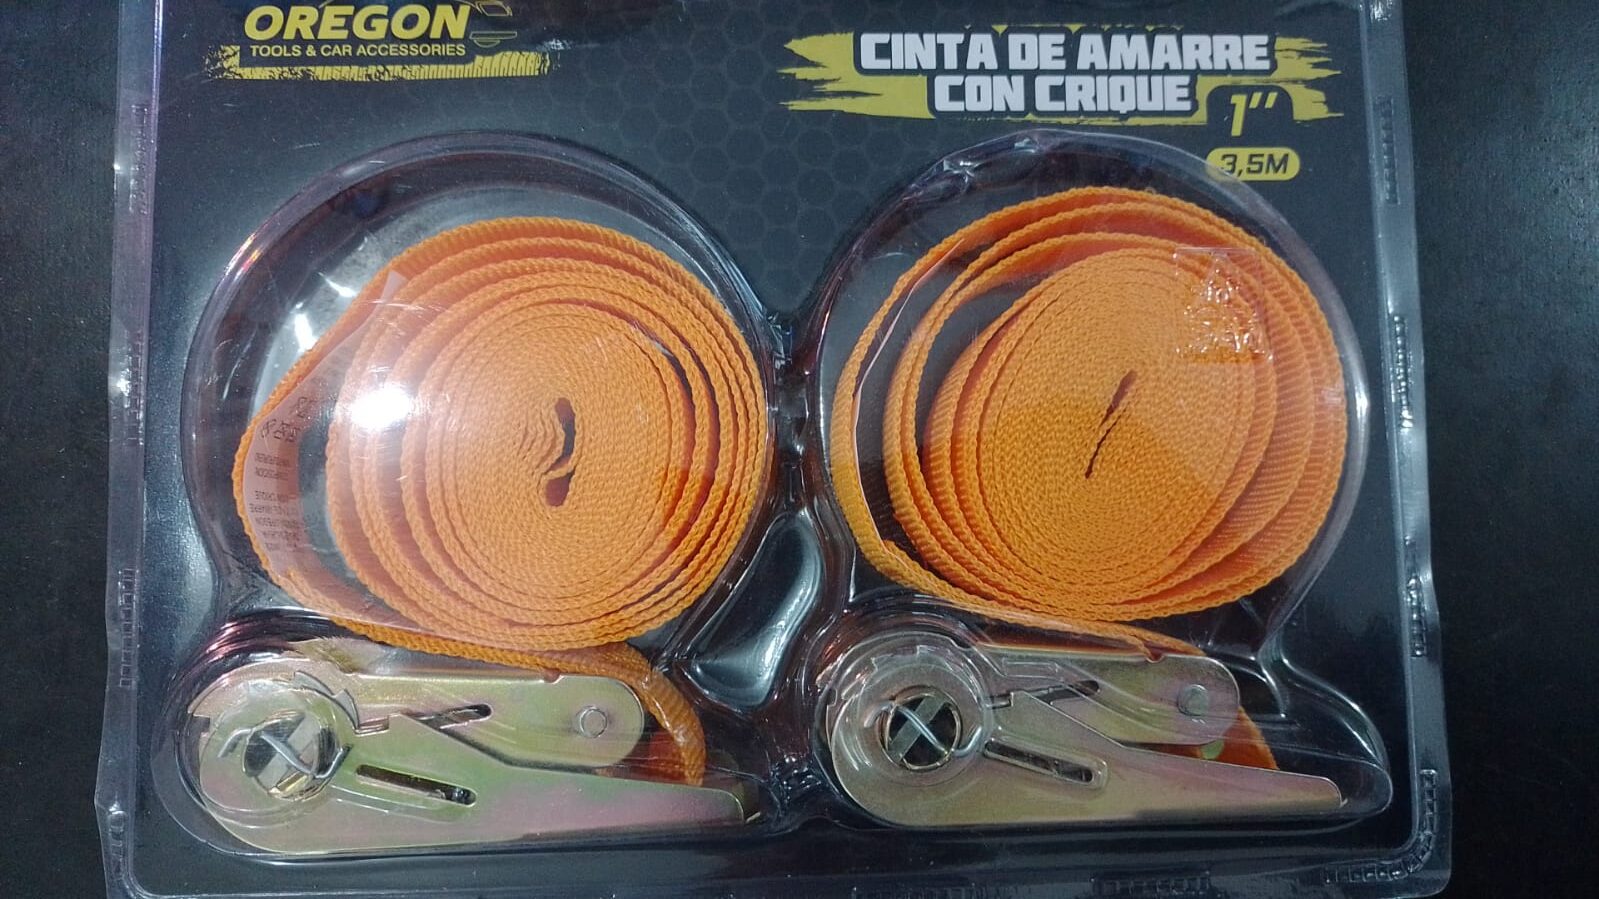 OREGON
TOOLS & CAR ACCESSORIES
CINTA DE AMARRE
CON CRIQUE
1"
3,5M